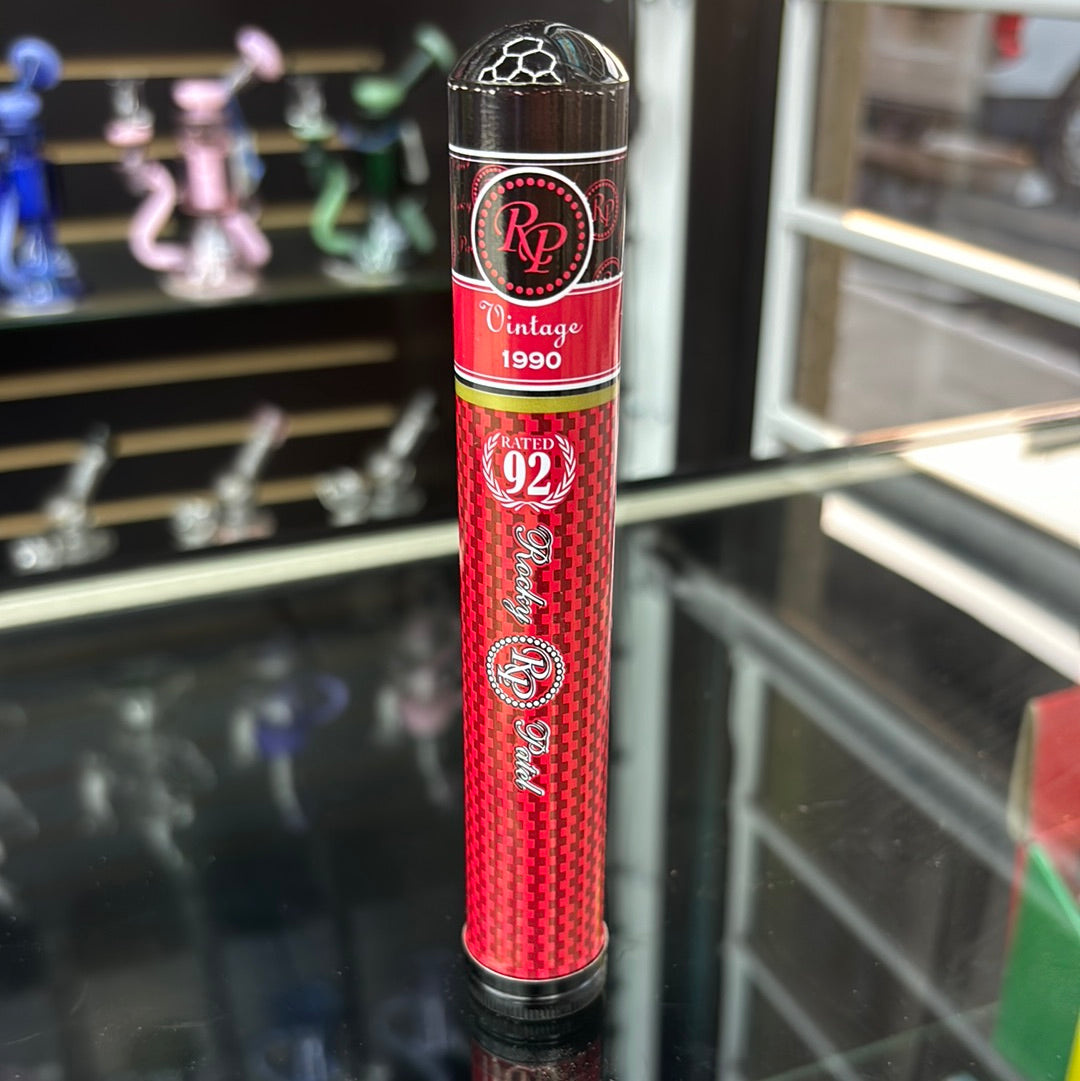 RP
Vintage
1990
RATED
92
Rocky
RP
Patel